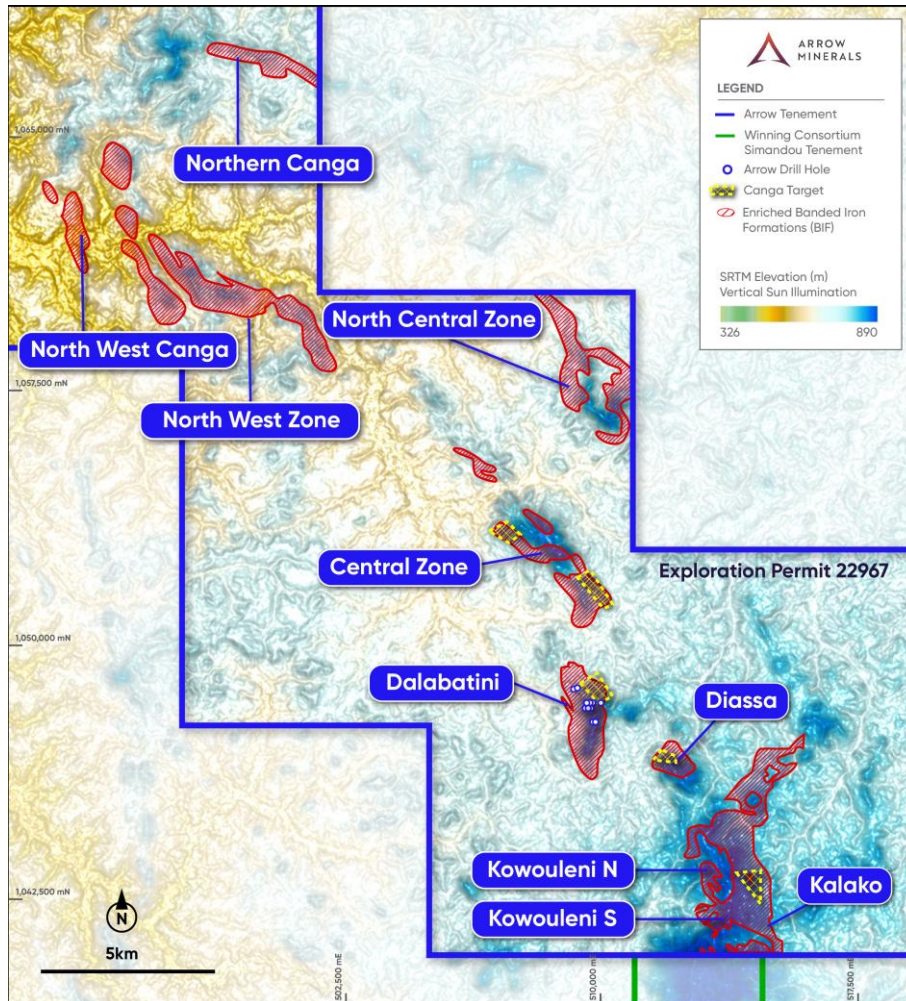 ARROW
MINERALS
LEGEND
Arrow Tenement
Winning Consortium
Simandou Tenement
Arrow Drill Hole
Canga Target
Enriched Banded Iron
Formations (BIF)
SRTM Elevation (m)
Vertical Sun Illumination
326 890
1,065,000 mN
Northern Canga
North Central Zone
North West Canga
1,057,500 mN
North West Zone
Central Zone
Exploration Permit 22967
1,050,000 mN
Dalabatini
Diassa
Kowouleni N
Kalako
1,042,500 mN
Kowouleni S
N
5km
502,500 mE
510,000 mE
517,500 mE